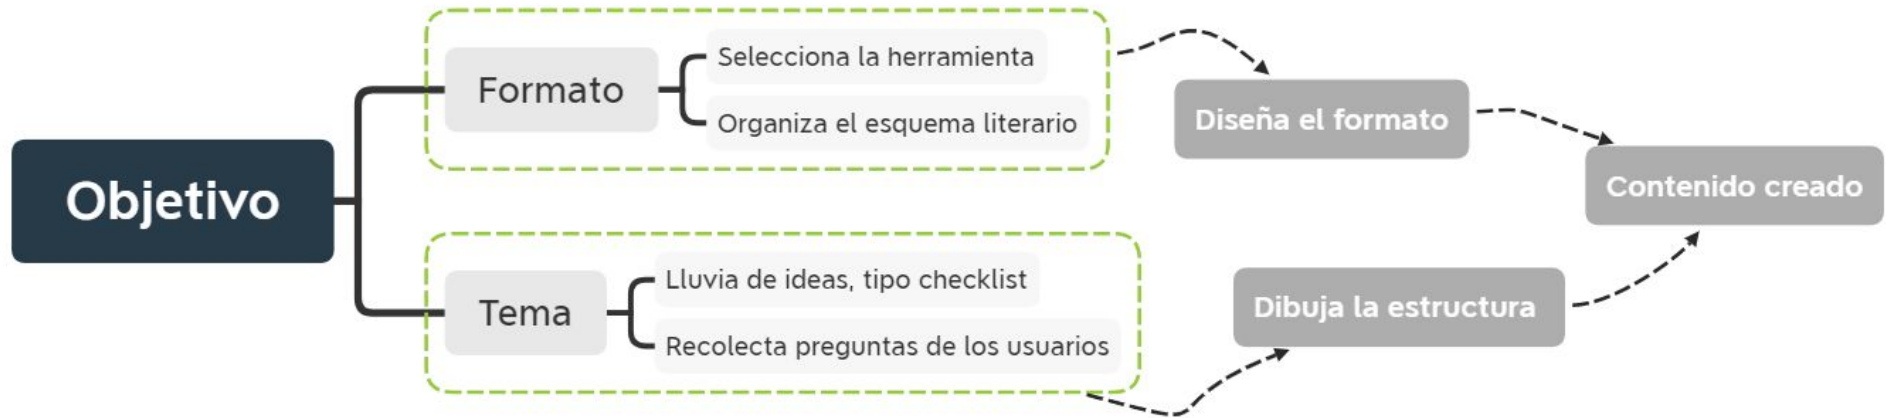 Objetivo
Formato
Selecciona la herramienta
Organiza el esquema literario
Diseña el formato
Contenido creado
Tema
Lluvia de ideas, tipo checklist
Recolecta preguntas de los usuarios
Dibuja la estructura